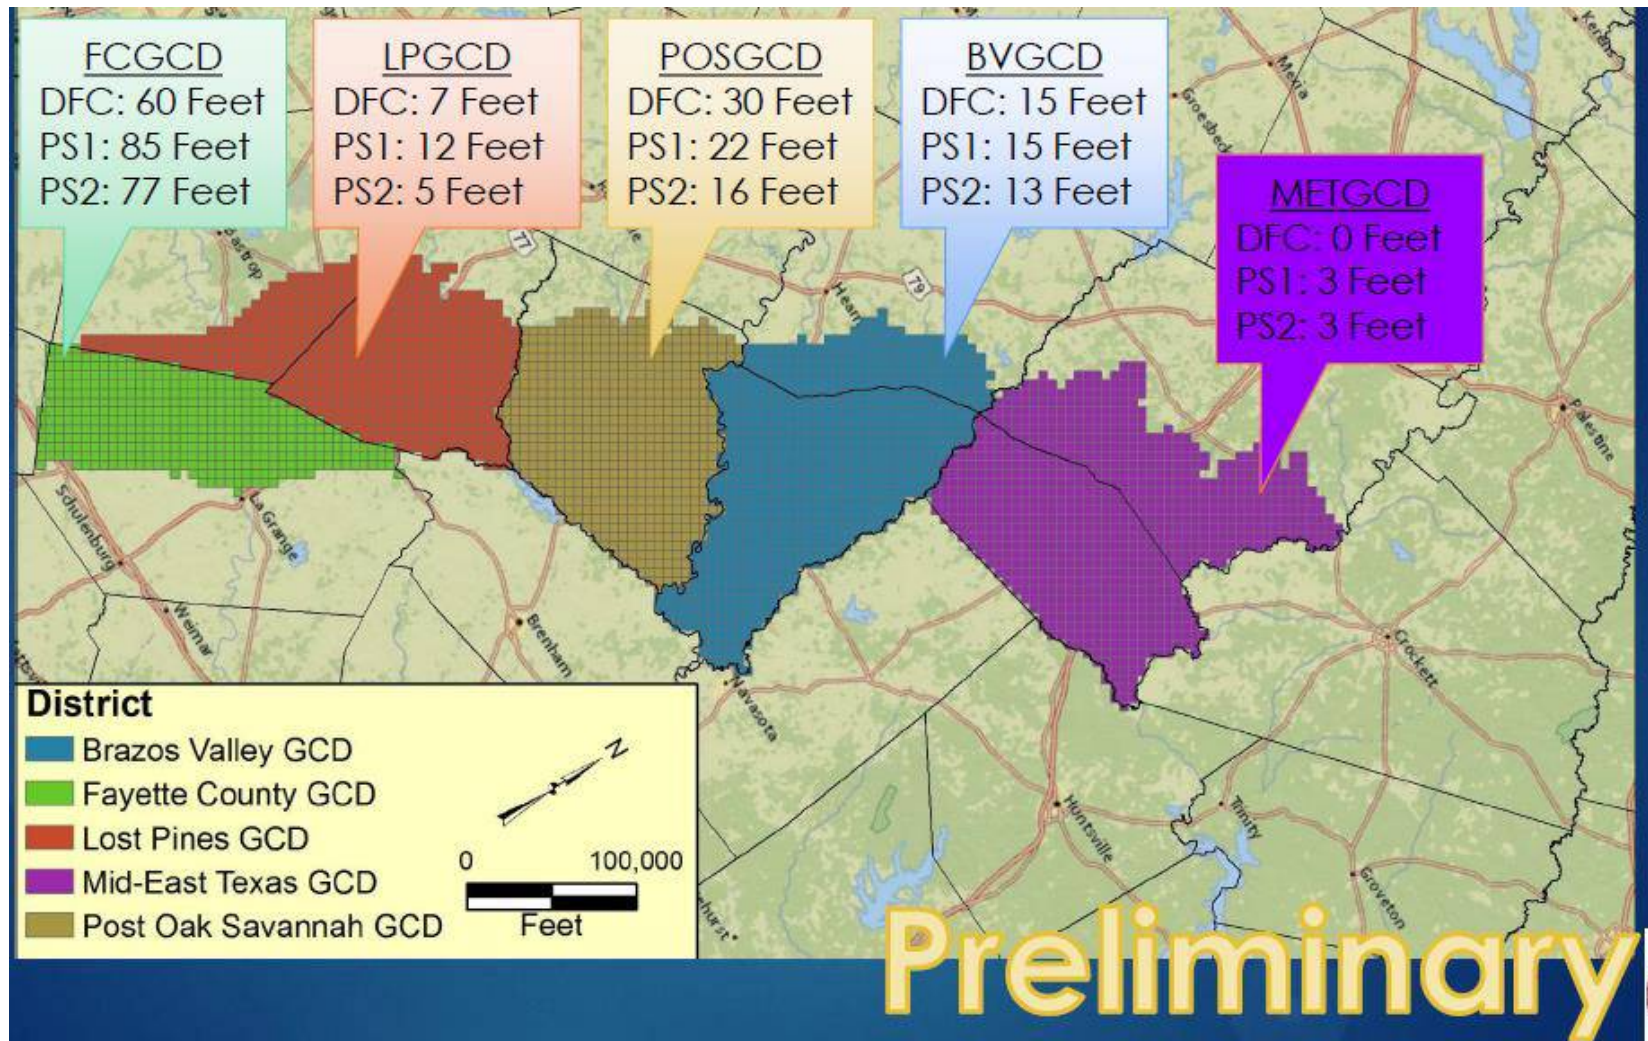 FCGCD
DFC: 60 Feet
PS1: 85 Feet
PS2: 77 Feet
LPGCD
DFC: 7 Feet
PS1: 12 Feet
PS2: 5 Feet
POSGCD
DFC: 30 Feet
PS1: 22 Feet
PS2: 16 Feet
BVGCD
DFC: 15 Feet
PS1: 15 Feet
PS2: 13 Feet
METGCD
DFC: 0 Feet
PS1: 3 Feet
PS2: 3 Feet
Groesbe
77
79
Palestine
Schulenburg
La Grange
Weimar
Brenham
Navasota
Crockett
Huntsville
Trinity
Groveton
District
Brazos Valley GCD
Fayette County GCD
Lost Pines GCD
Mid-East Texas GCD
Post Oak Savannah GCD
N
0
100,000
Feet
Preliminary